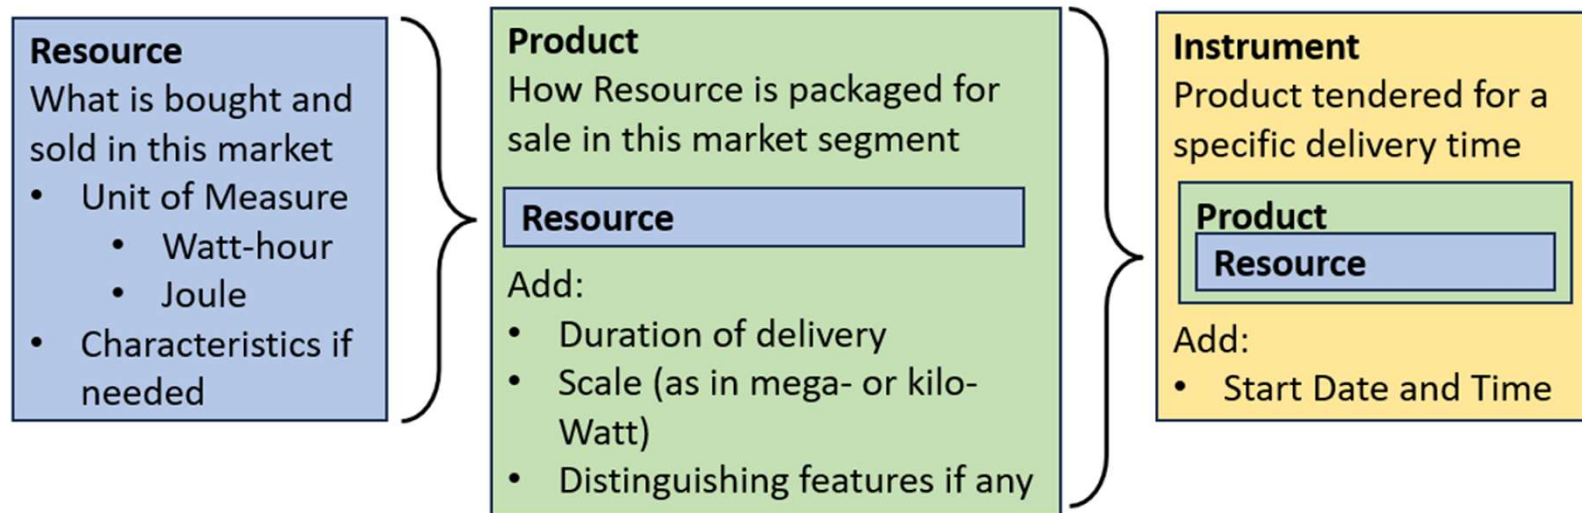 Resource
What is bought and
sold in this market
• Unit of Measure
• Watt-hour
• Joule
• Characteristics if
needed
Product
How Resource is packaged for
sale in this market segment
Resource
Add:
• Duration of delivery
• Scale (as in mega- or kilo-
Watt)
• Distinguishing features if any
Instrument
Product tendered for a
specific delivery time
Product
Resource
Add:
• Start Date and Time